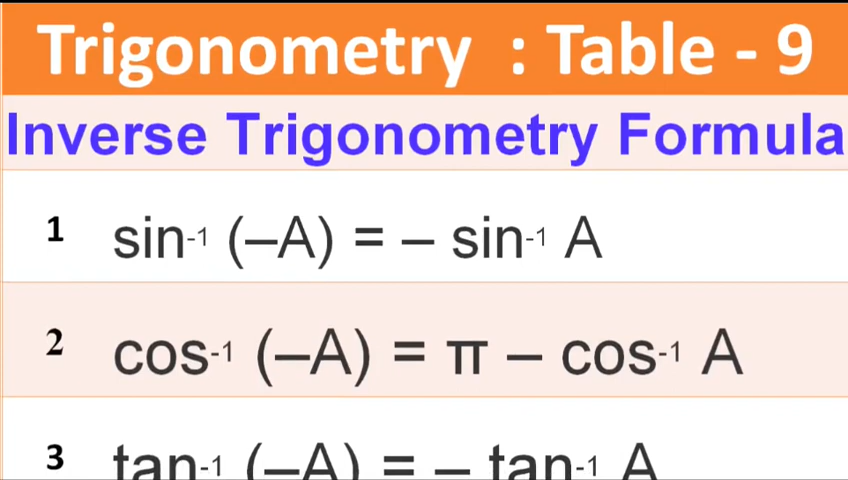 Trigonometry : Table - 9
Inverse Trigonometry Formula
1 sin-1 (–A) = – sin-1 A
2 cos-1 (–A) = π – cos-1 A
3 tan-1 (–A) = – tan-1 A